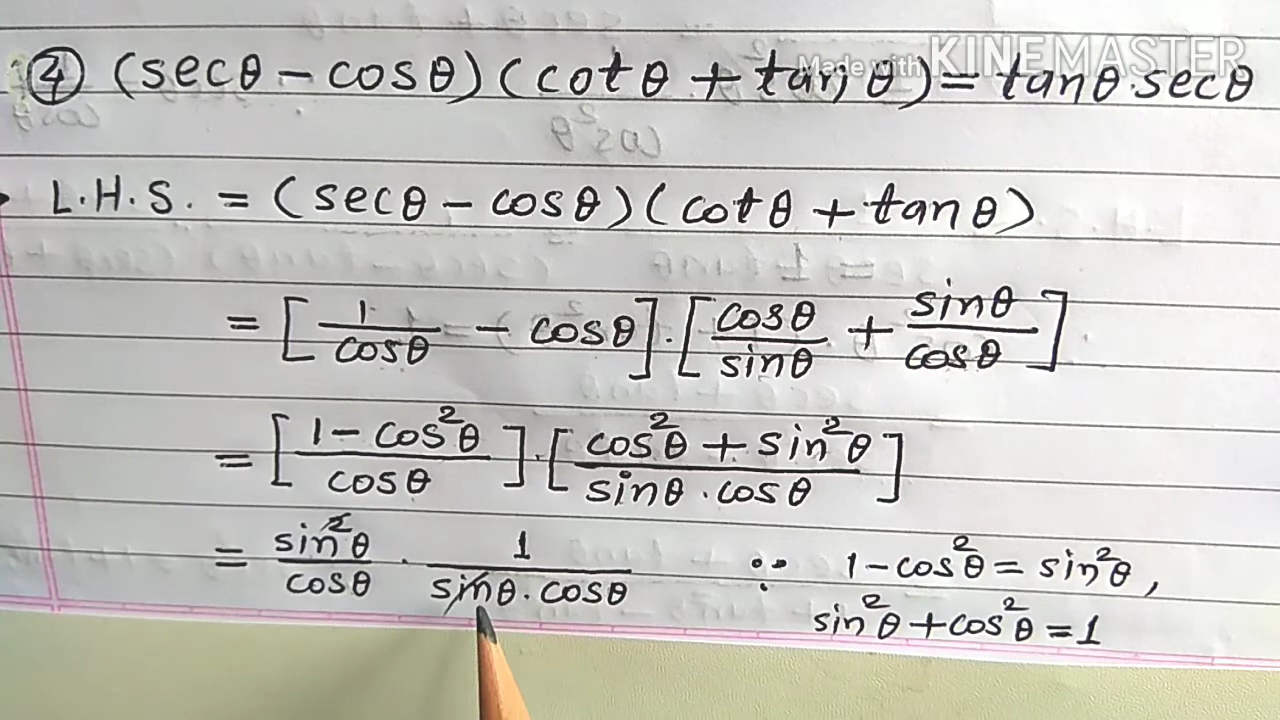 ④ (secθ − cosθ)(cotθ + tanθ) = tanθ.secθ
Made with KINEMASTER
L.H.S. = (secθ − cosθ)(cotθ + tanθ)
= [1/cosθ − cosθ].[cosθ/sinθ + sinθ/cosθ]
= [1 − cos²θ/cosθ].[cos²θ + sin²θ/sinθ.cosθ]
= sin²θ/cosθ . 1/sinθ.cosθ ∵ 1 − cos²θ = sin²θ,
sin²θ + cos²θ = 1